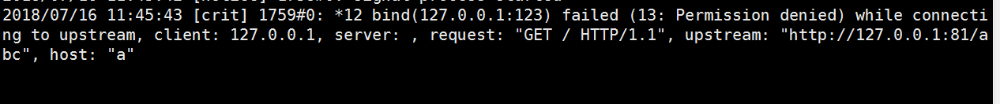 2018/07/16 11:45:43 [crit] 1759#0: *12 bind(127.0.0.1:123) failed (13: Permission denied) while connecti
ng to upstream, client: 127.0.0.1, server: , request: "GET / HTTP/1.1", upstream: "http://127.0.0.1:81/a
bc", host: "a"